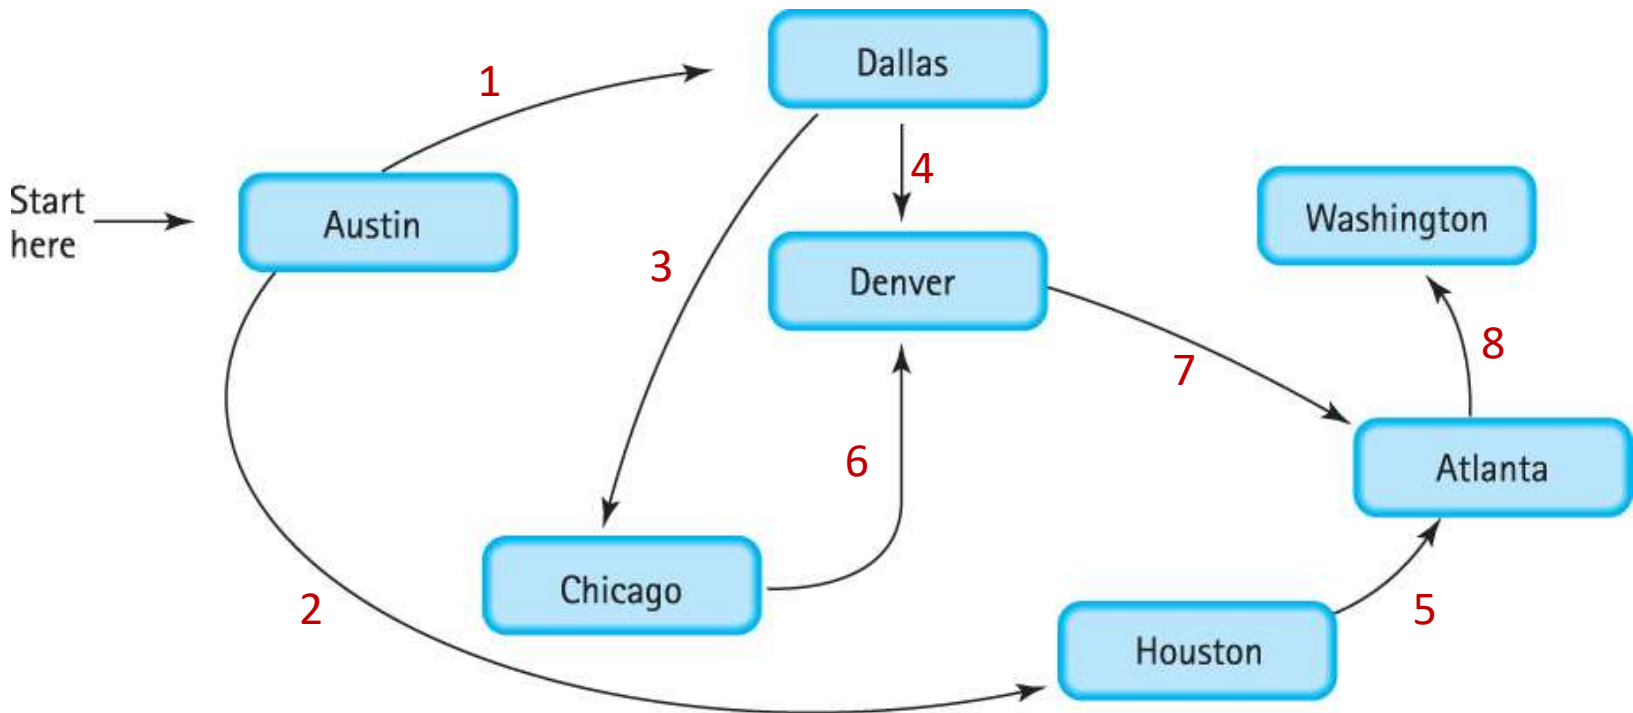 Dallas
1
4
Start
here
Austin
Washington
3
Denver
8
7
6
Atlanta
Chicago
2
5
Houston